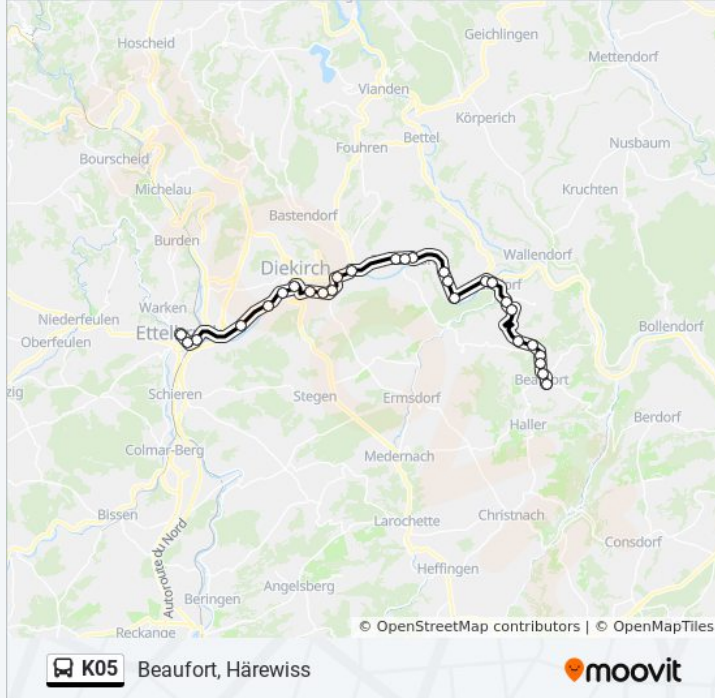 Hoscheid
Geichlingen
Mettendorf
Vianden
Körperich
Bettel
Nusbaum
Fouhren
Bourscheid
Michelau
Kruchten
Bastendorf
Burden
Wallendorf
Diekirch
Warken
Niederfeulen
Bollendorf
Oberfeulen
Schieren
Stegen
Ermsdorf
Haller
Berdorf
Colmar-Berg
Medernach
Bissen
Larochette
Christnach
Consdorf
Autoroute du Nord
Heffingen
Angelsberg
Beringen
Reckange
© OpenStreetMap contributors | © OpenMapTiles
K05 Beaufort, Härewiss
moovit